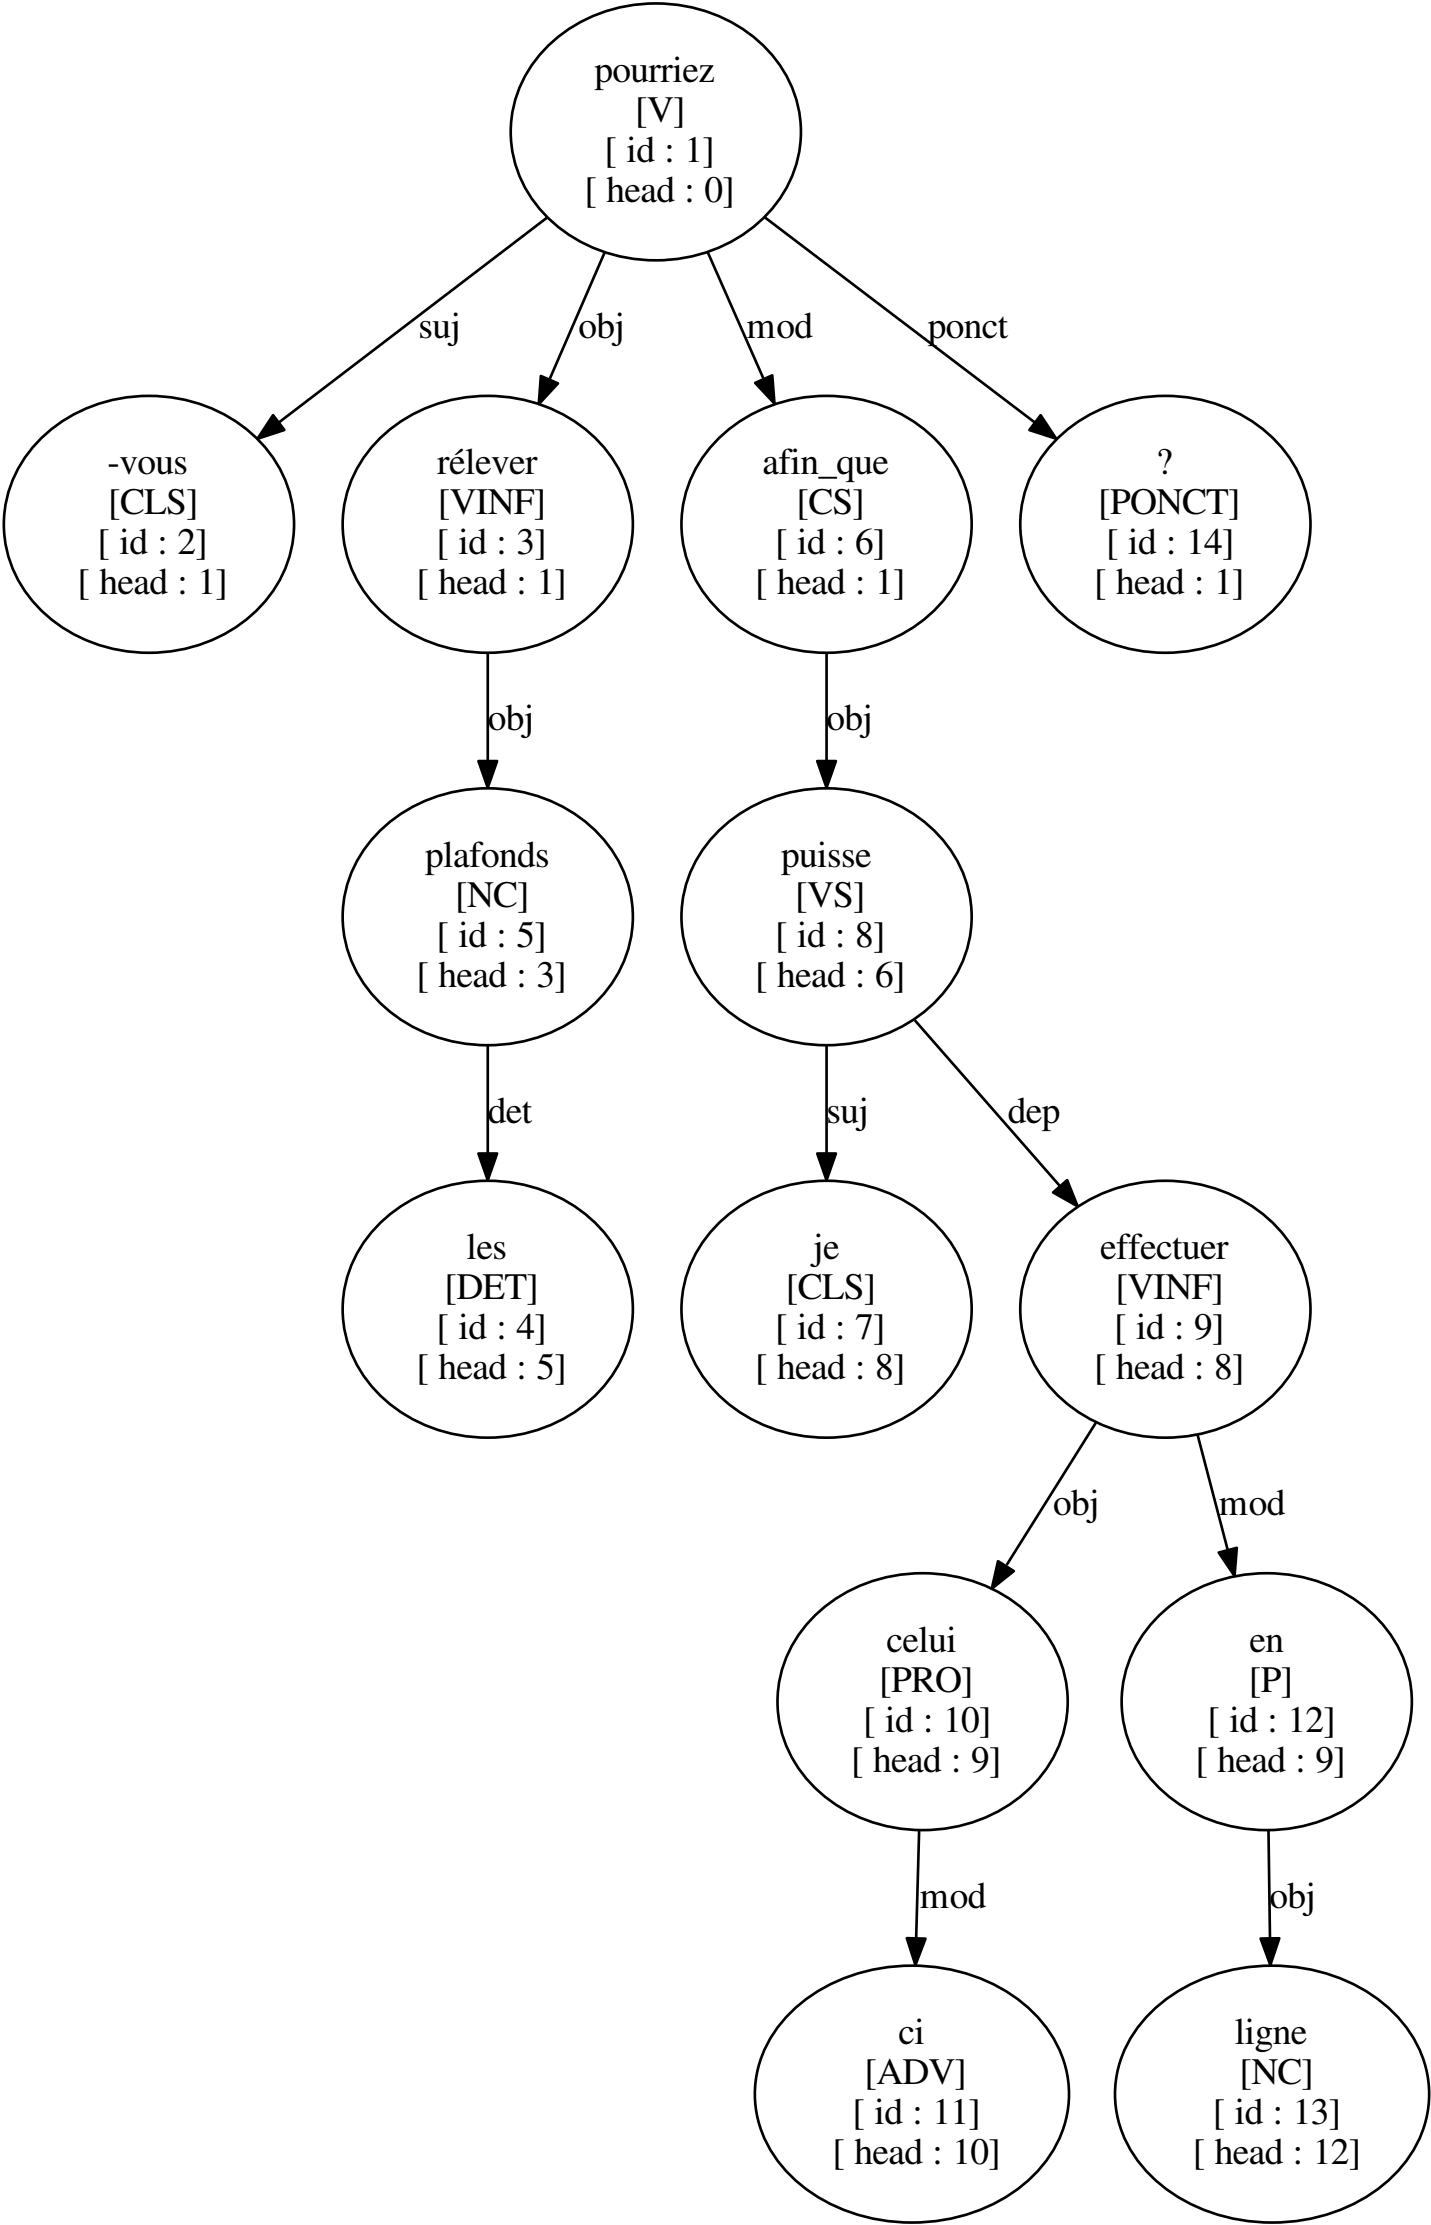 pourriez
[V]
[ id : 1]
[ head : 0]
suj
obj
mod
ponct
-vous
[CLS]
[ id : 2]
[ head : 1]
rélever
[VINF]
[ id : 3]
[ head : 1]
afin_que
[CS]
[ id : 6]
[ head : 1]
?
[PONCT]
[ id : 14]
[ head : 1]
obj
obj
plafonds
[NC]
[ id : 5]
[ head : 3]
puisse
[VS]
[ id : 8]
[ head : 6]
det
suj
dep
les
[DET]
[ id : 4]
[ head : 5]
je
[CLS]
[ id : 7]
[ head : 8]
effectuer
[VINF]
[ id : 9]
[ head : 8]
obj
mod
celui
[PRO]
[ id : 10]
[ head : 9]
en
[P]
[ id : 12]
[ head : 9]
mod
obj
ci
[ADV]
[ id : 11]
[ head : 10]
ligne
[NC]
[ id : 13]
[ head : 12]